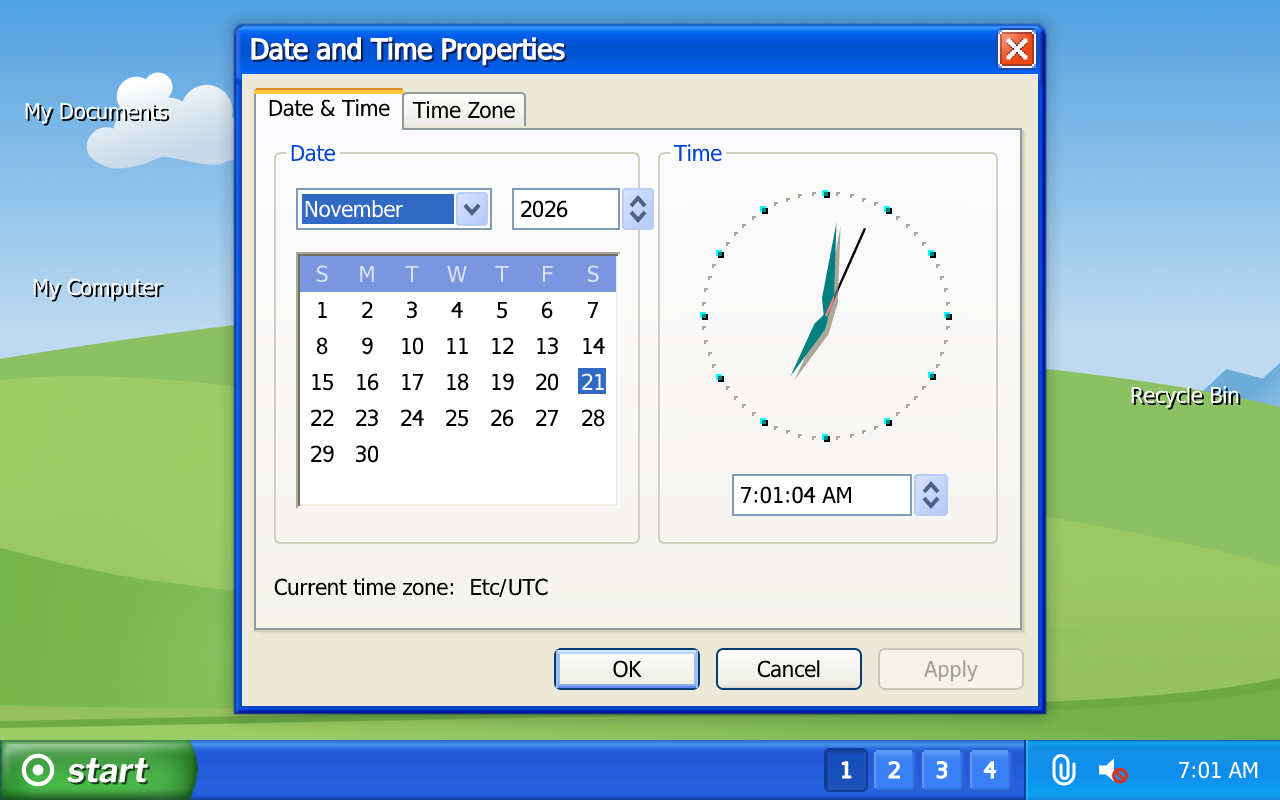 Date and Time Properties
My Documents
My Computer
Recycle Bin
Date & Time
Time Zone
Date
November
2026
S M T W T F S
1 2 3 4 5 6 7
8 9 10 11 12 13 14
15 16 17 18 19 20 21
22 23 24 25 26 27 28
29 30
Time
7:01:04 AM
Current time zone: Etc/UTC
OK
Cancel
Apply
start
1 2 3 4
7:01 AM